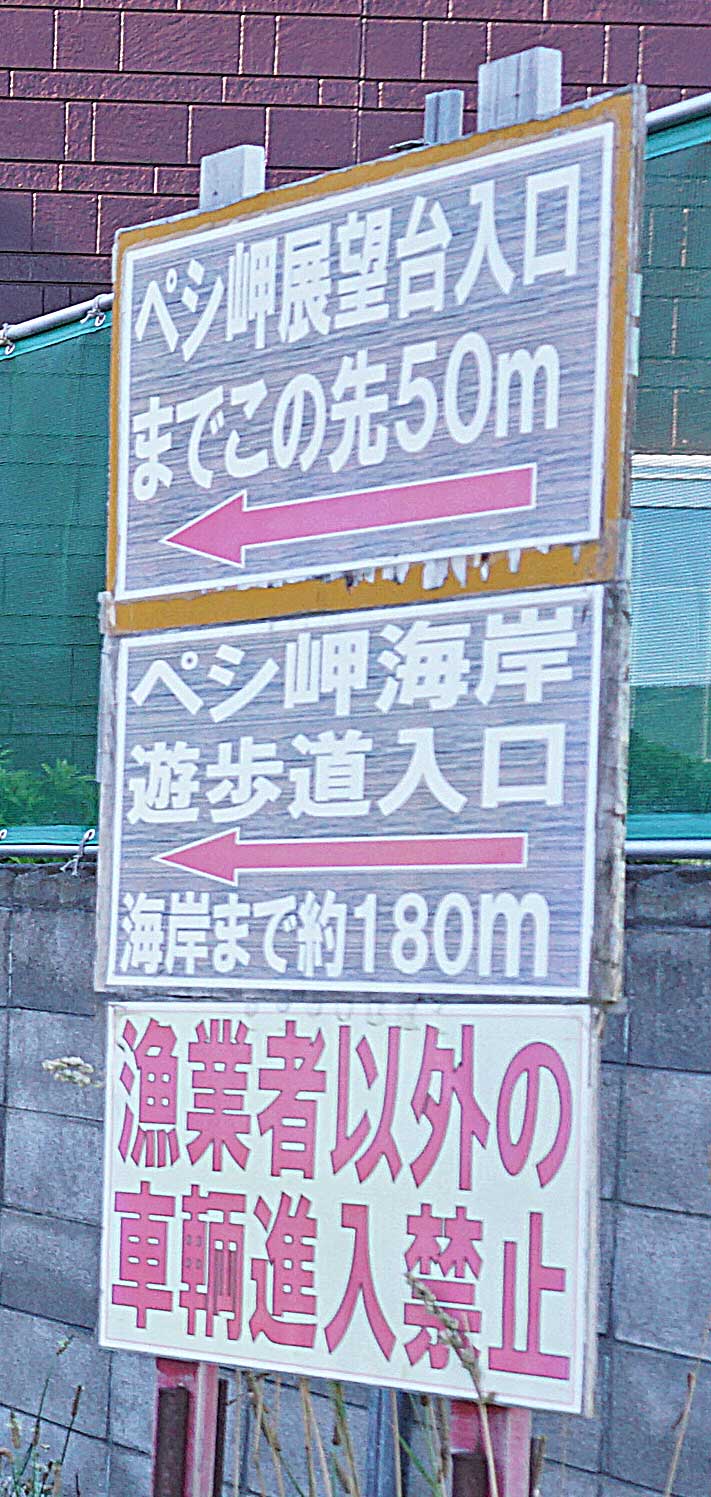 ペシ岬展望台入口
までこの先50m
ペシ岬海岸
遊歩道入口
海岸まで約180m
漁業者以外の
車輌進入禁止